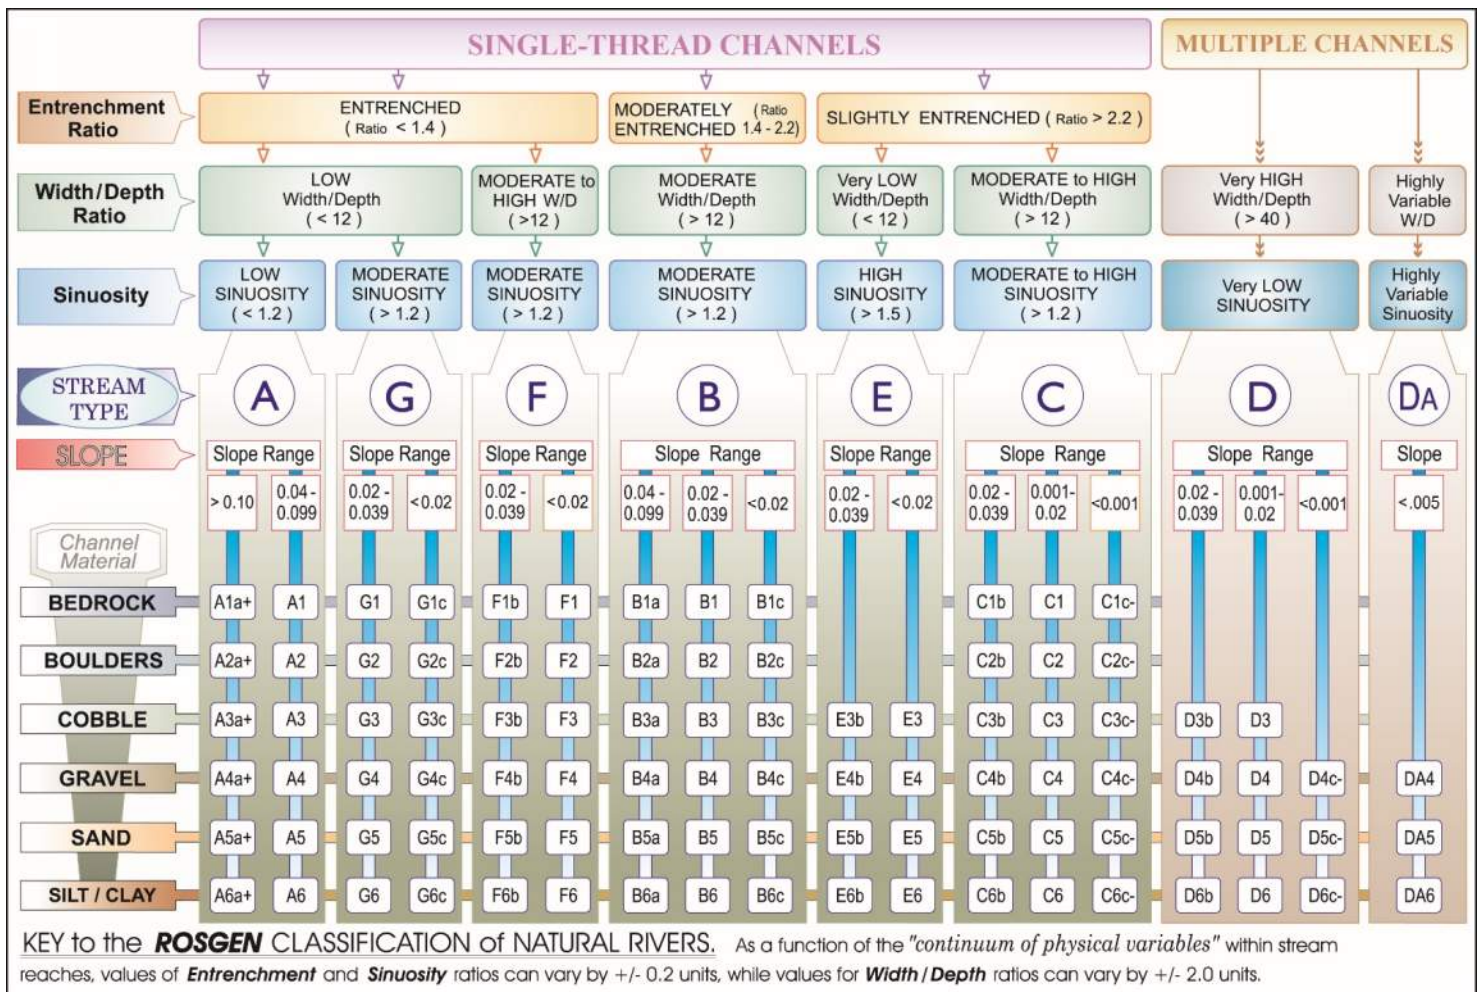 SINGLE-THREAD CHANNELS
MULTIPLE CHANNELS
Entrenchment
Ratio
ENTRENCHED
( Ratio < 1.4 )
MODERATELY ( Ratio
ENTRENCHED 1.4 - 2.2)
SLIGHTLY ENTRENCHED ( Ratio > 2.2 )
Width/Depth
Ratio
LOW
Width/Depth
( < 12 )
MODERATE to
HIGH W/D
( >12 )
MODERATE
Width/Depth
( > 12 )
Very LOW
Width/Depth
( < 12 )
MODERATE to HIGH
Width/Depth
( > 12 )
Very HIGH
Width/Depth
( > 40 )
Highly
Variable
W/D
Sinuosity
LOW
SINUOSITY
( < 1.2 )
MODERATE
SINUOSITY
( > 1.2 )
MODERATE
SINUOSITY
( > 1.2 )
MODERATE
SINUOSITY
( > 1.2 )
HIGH
SINUOSITY
( > 1.5 )
MODERATE to HIGH
SINUOSITY
( > 1.2 )
Very LOW
SINUOSITY
Highly
Variable
Sinuosity
STREAM
TYPE
A G F B E C D DA
SLOPE
Slope Range Slope Range Slope Range Slope Range Slope Range Slope Range Slope Range Slope
> 0.10
0.04 -
0.099
0.02 -
0.039
<0.02
0.02 -
0.039
<0.02
0.04 -
0.099
0.02 -
0.039
<0.02
0.02 -
0.039
<0.02
0.02 -
0.039
0.001-
0.02
<0.001
0.02 -
0.039
0.001-
0.02
<0.001
<.005
Channel
Material
BEDROCK A1a+ A1 G1 G1c F1b F1 B1a B1 B1c C1b C1 C1c-
BOULDERS A2a+ A2 G2 G2c F2b F2 B2a B2 B2c C2b C2 C2c-
COBBLE A3a+ A3 G3 G3c F3b F3 B3a B3 B3c E3b E3 C3b C3 C3c- D3b D3
GRAVEL A4a+ A4 G4 G4c F4b F4 B4a B4 B4c E4b E4 C4b C4 C4c- D4b D4 D4c- DA4
SAND A5a+ A5 G5 G5c F5b F5 B5a B5 B5c E5b E5 C5b C5 C5c- D5b D5 D5c- DA5
SILT / CLAY A6a+ A6 G6 G6c F6b F6 B6a B6 B6c E6b E6 C6b C6 C6c- D6b D6 D6c- DA6
KEY to the ROSGEN CLASSIFICATION of NATURAL RIVERS. As a function of the "continuum of physical variables" within stream
reaches, values of Entrenchment and Sinuosity ratios can vary by +/- 0.2 units, while values for Width / Depth ratios can vary by +/- 2.0 units.